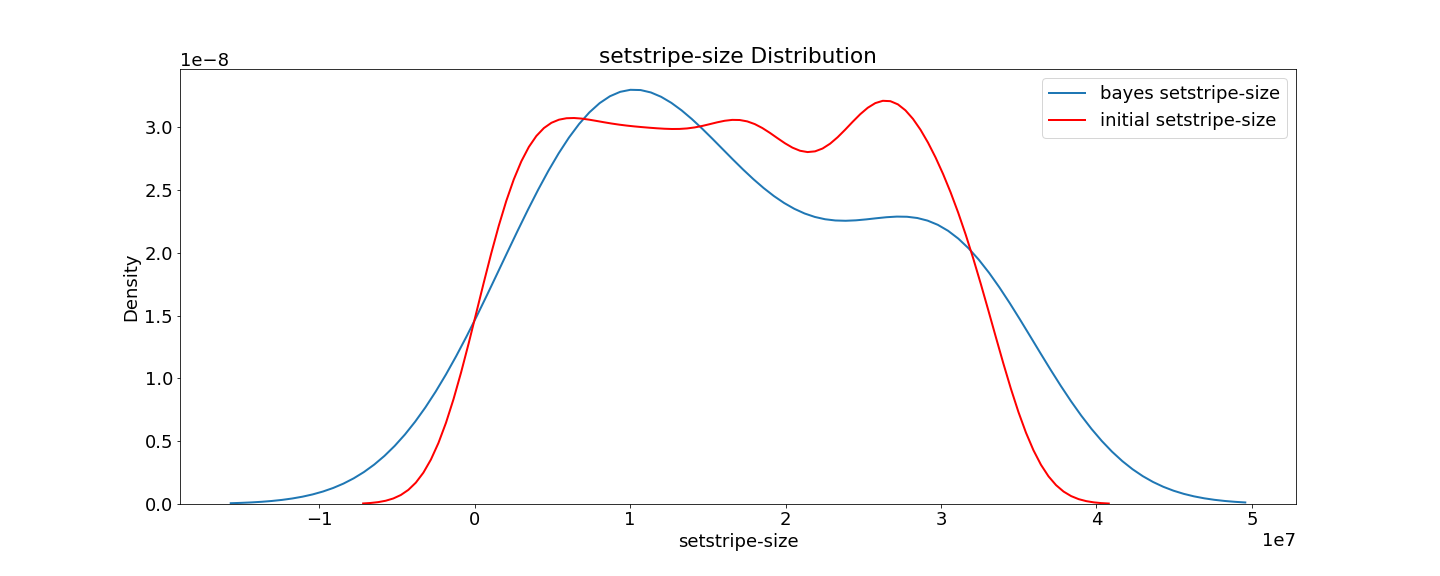 setstripe-size Distribution
1e−8
bayes setstripe-size
initial setstripe-size
3.0
2.5
2.0
1.5
1.0
0.5
0.0
Density
−1 0 1 2 3 4 5
1e7
setstripe-size